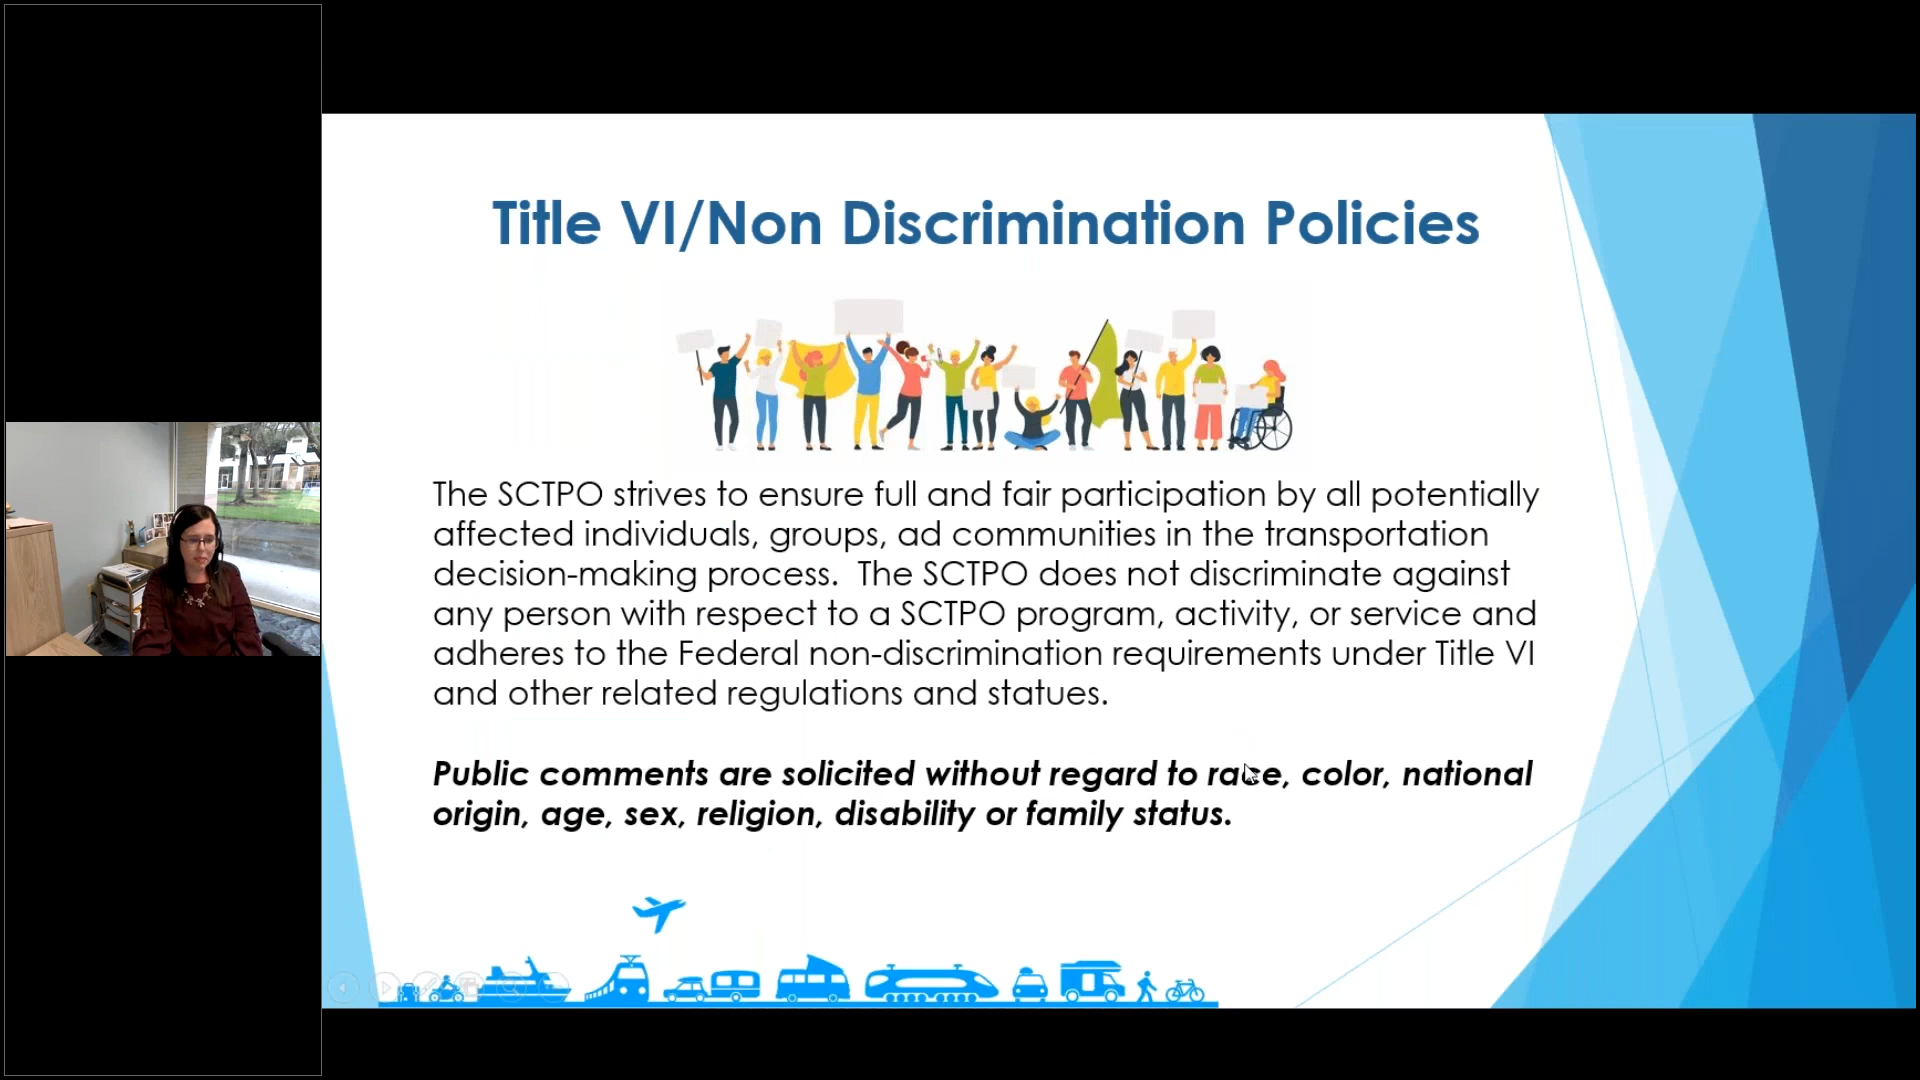 Title VI/Non Discrimination Policies
The SCTPO strives to ensure full and fair participation by all potentially
affected individuals, groups, ad communities in the transportation
decision-making process.  The SCTPO does not discriminate against
any person with respect to a SCTPO program, activity, or service and
adheres to the Federal non-discrimination requirements under Title VI
and other related regulations and statues.
Public comments are solicited without regard to race, color, national
origin, age, sex, religion, disability or family status.